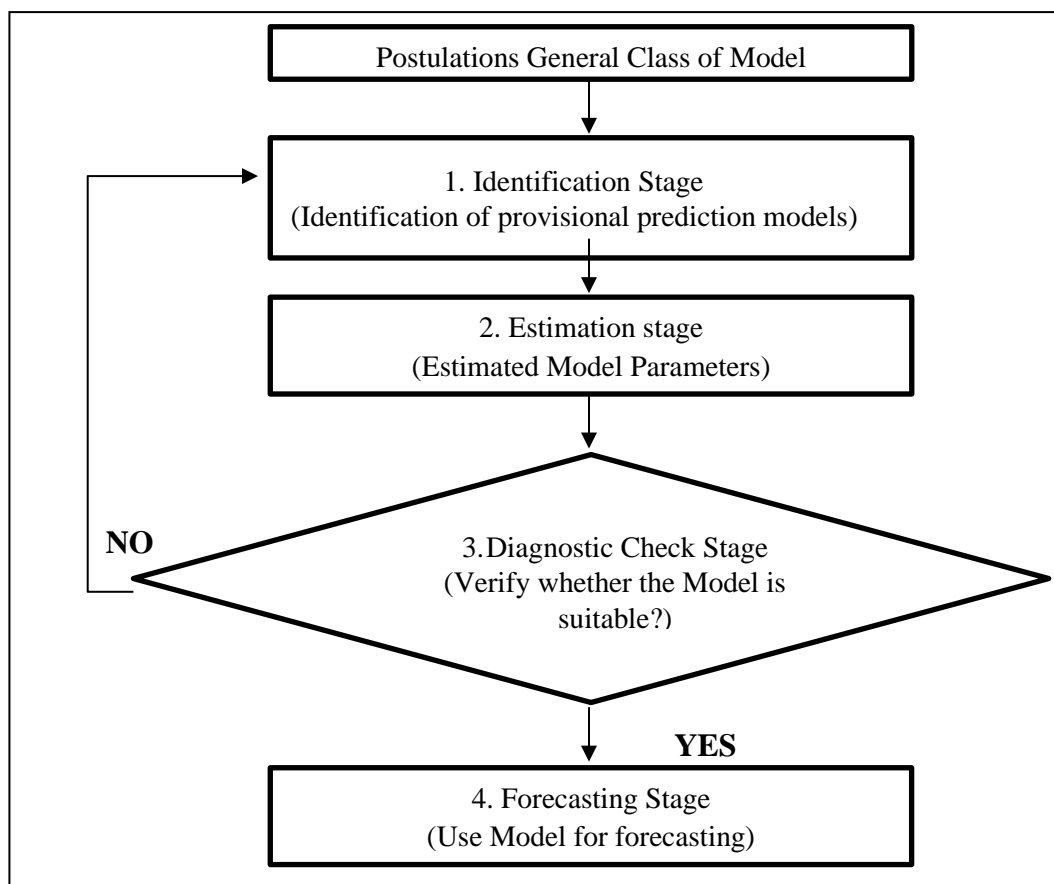 Postulations General Class of Model
1. Identification Stage
(Identification of provisional prediction models)
2. Estimation stage
(Estimated Model Parameters)
NO
3.Diagnostic Check Stage
(Verify whether the Model is
suitable?)
YES
4. Forecasting Stage
(Use Model for forecasting)